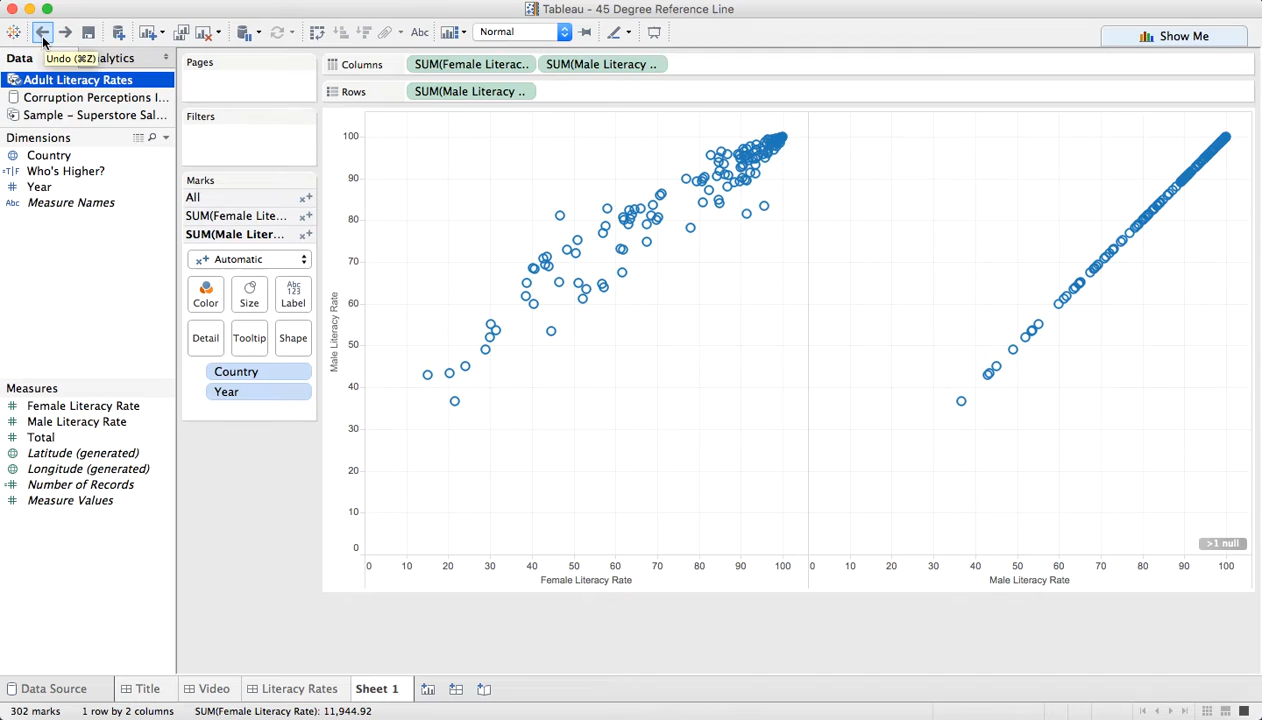 Tableau - 45 Degree Reference Line
Abc
Normal
Show Me
Data
Undo (⌘Z)
alytics
Adult Literacy Rates
Corruption Perceptions I...
Sample – Superstore Sal...
Dimensions
Country
=T|F Who's Higher?
Year
Abc Measure Names
Measures
Female Literacy Rate
Male Literacy Rate
Total
Latitude (generated)
Longitude (generated)
Number of Records
Measure Values
Pages
Filters
Marks
All
SUM(Female Lite...
SUM(Male Liter...
Automatic
Color
Size
Abc
123
Label
Detail
Tooltip
Shape
Country
Year
Columns
SUM(Female Literac..
SUM(Male Literacy ..
Rows
SUM(Male Literacy ..
100
90
80
70
60
50
40
30
20
10
0
Male Literacy Rate
0 10 20 30 40 50 60 70 80 90 100
Female Literacy Rate
0 10 20 30 40 50 60 70 80 90 100
Male Literacy Rate
>1 null
Data Source
Title
Video
Literacy Rates
Sheet 1
302 marks
1 row by 2 columns
SUM(Female Literacy Rate): 11,944.92